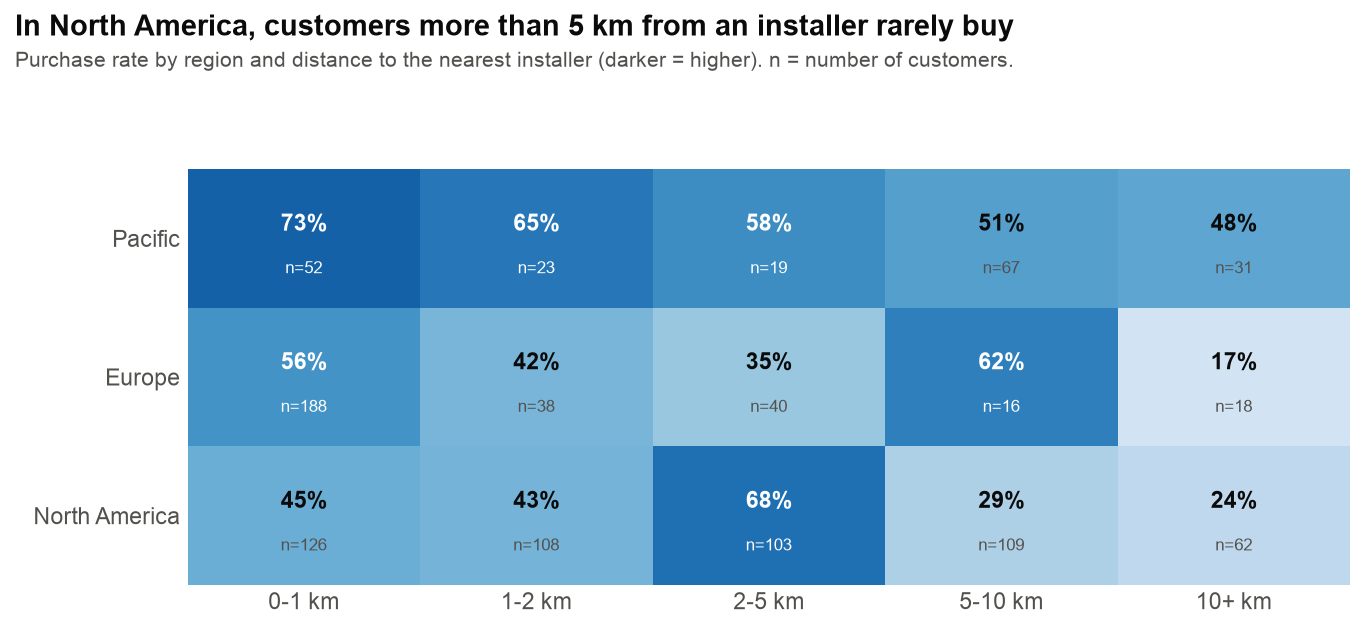 In North America, customers more than 5 km from an installer rarely buy
Purchase rate by region and distance to the nearest installer (darker = higher). n = number of customers.
Pacific
73%
65%
58%
51%
48%
n=52
n=23
n=19
n=67
n=31
Europe
56%
42%
35%
62%
17%
n=188
n=38
n=40
n=16
n=18
North America
45%
43%
68%
29%
24%
n=126
n=108
n=103
n=109
n=62
0-1 km
1-2 km
2-5 km
5-10 km
10+ km